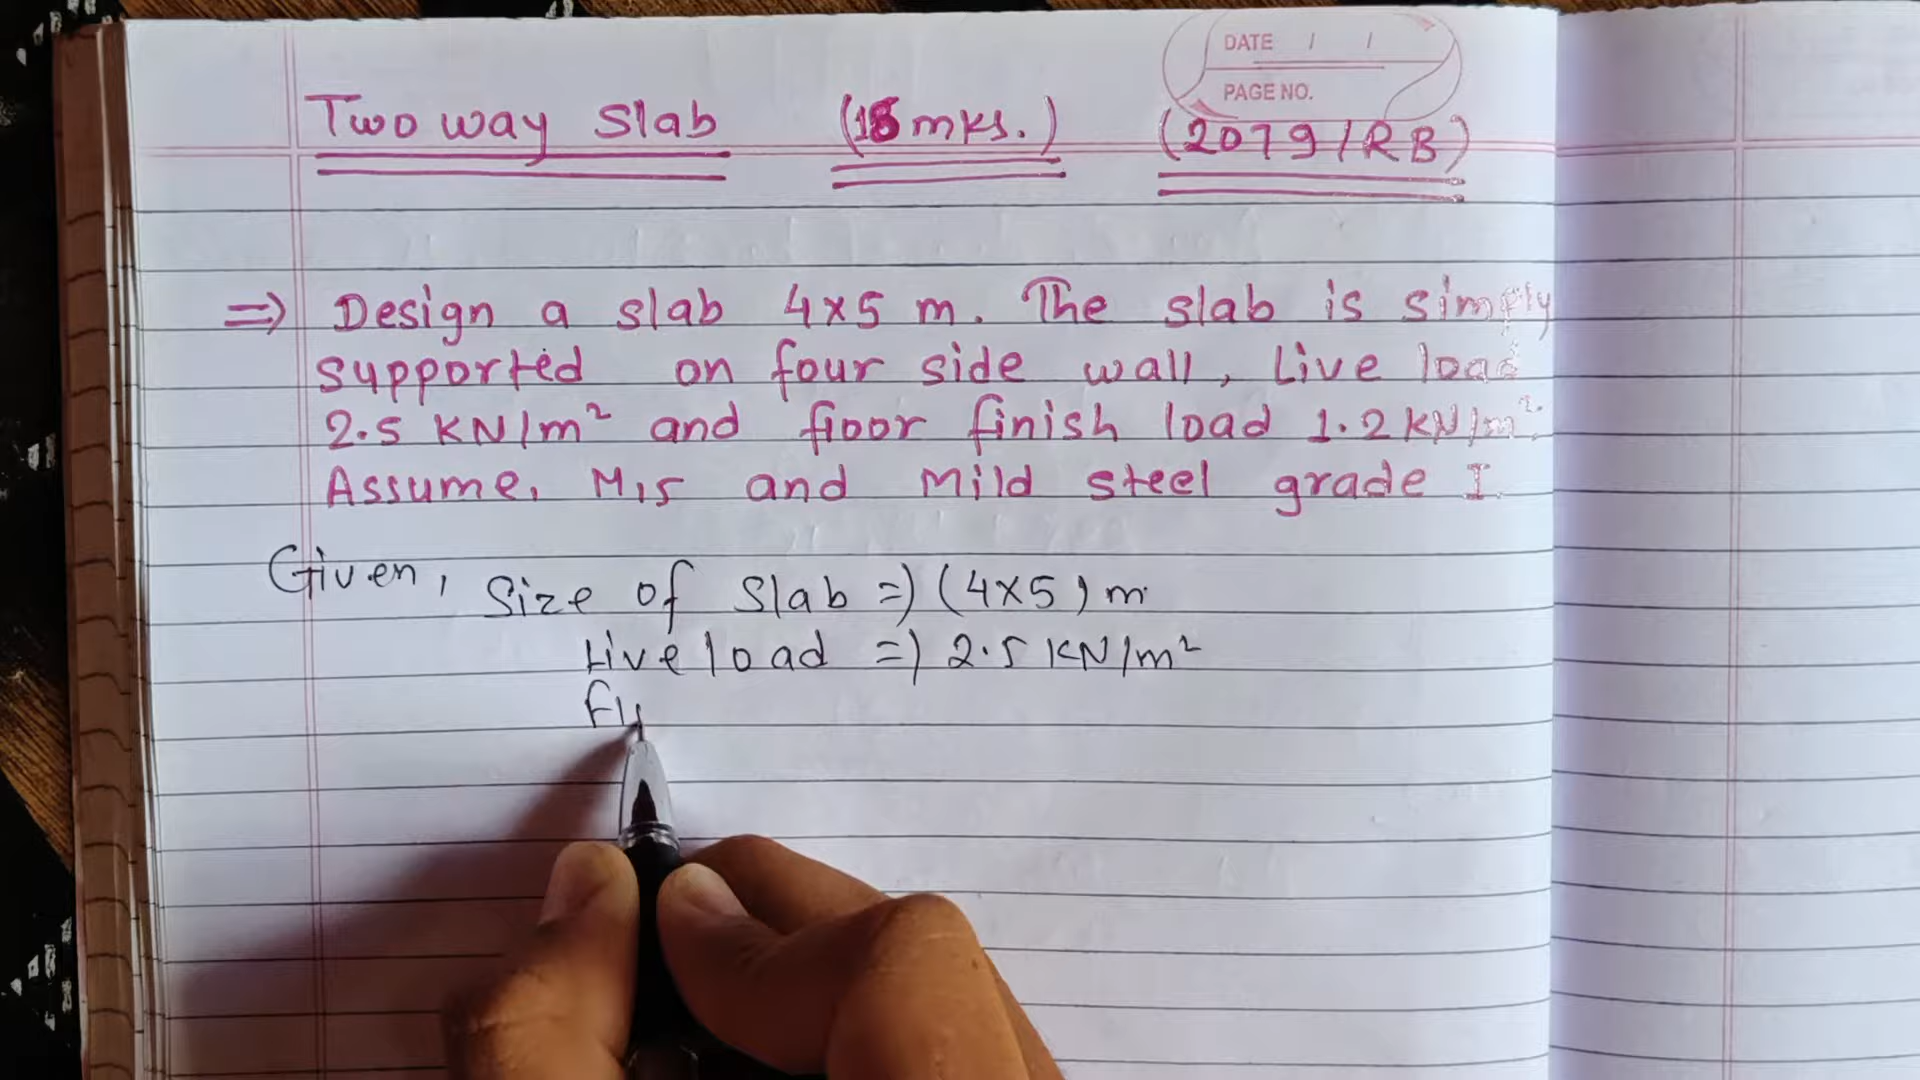 DATE / /
PAGE NO.
Two way slab (15 mks.) (2079/RB)
=> Design a slab 4x5 m. The slab is simply
supported on four side wall, Live load
2.5 KN/m² and floor finish load 1.2 KN/m².
Assume, M15 and Mild steel grade I.
Given, Size of Slab => (4x5) m.
Live load => 2.5 KN/m²